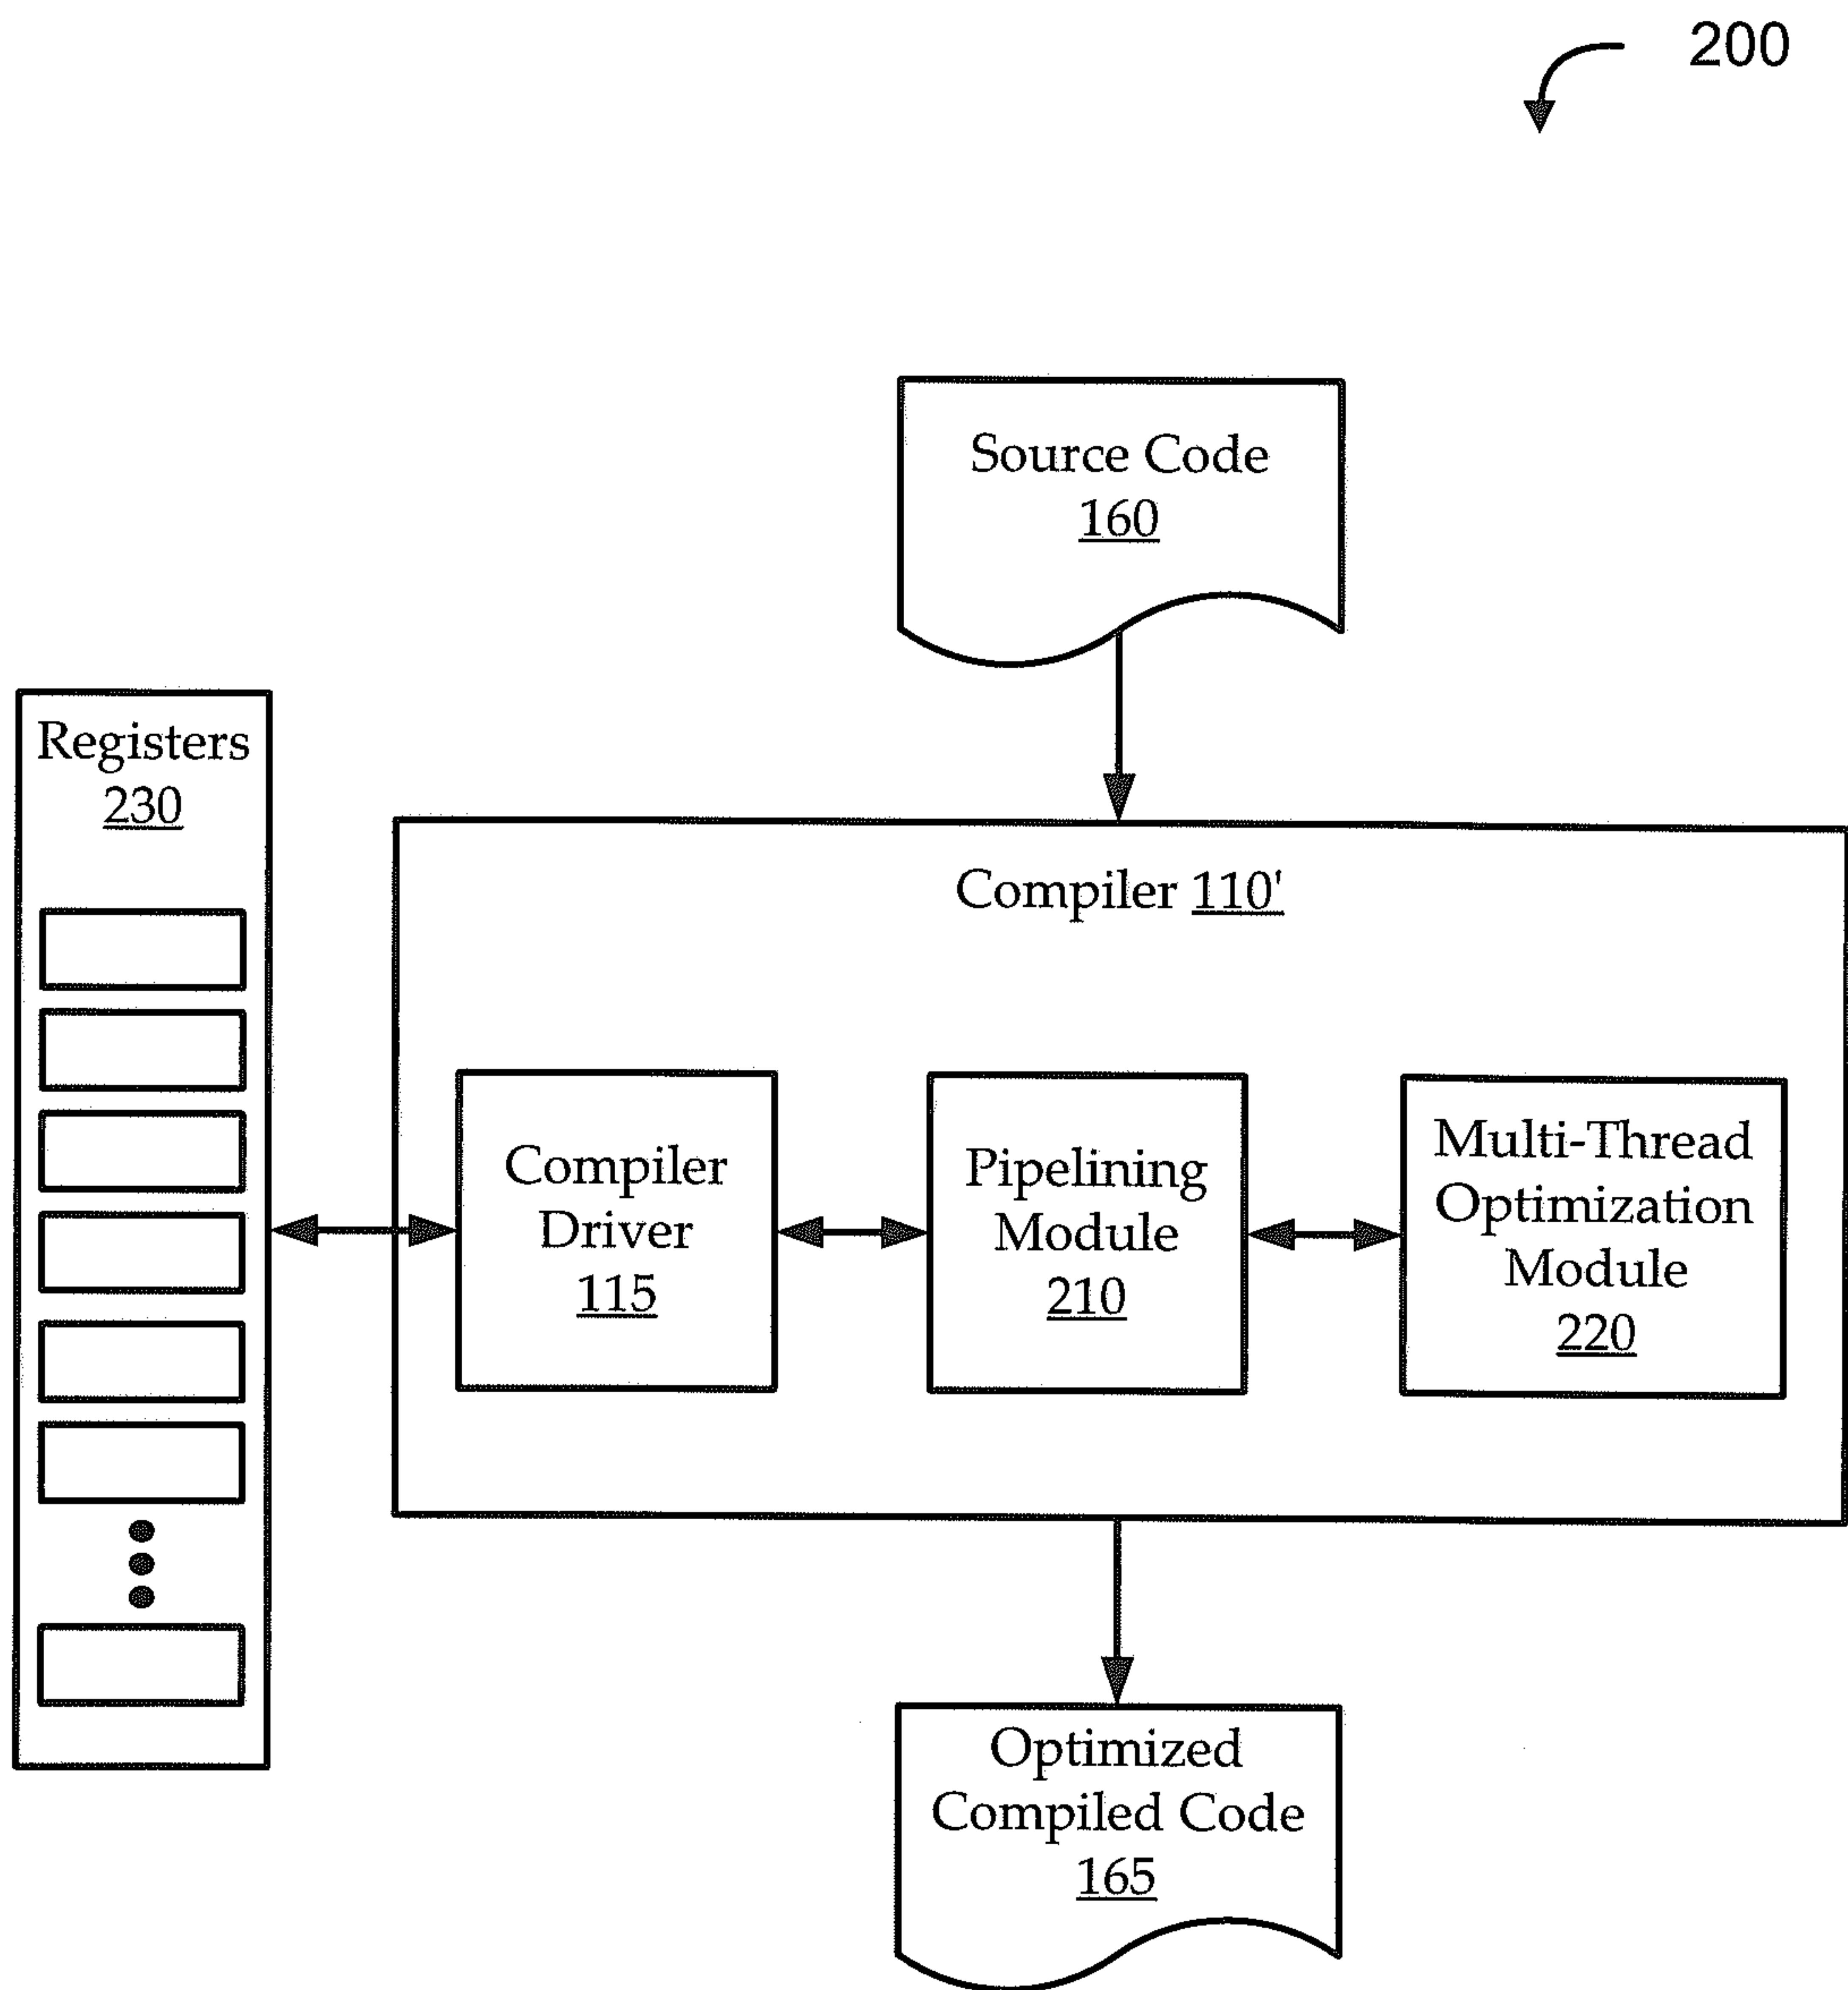 200
Source Code
160
Registers
230
Compiler 110'
Compiler
Driver
115
Pipelining
Module
210
Multi-Thread
Optimization
Module
220
Optimized
Compiled Code
165